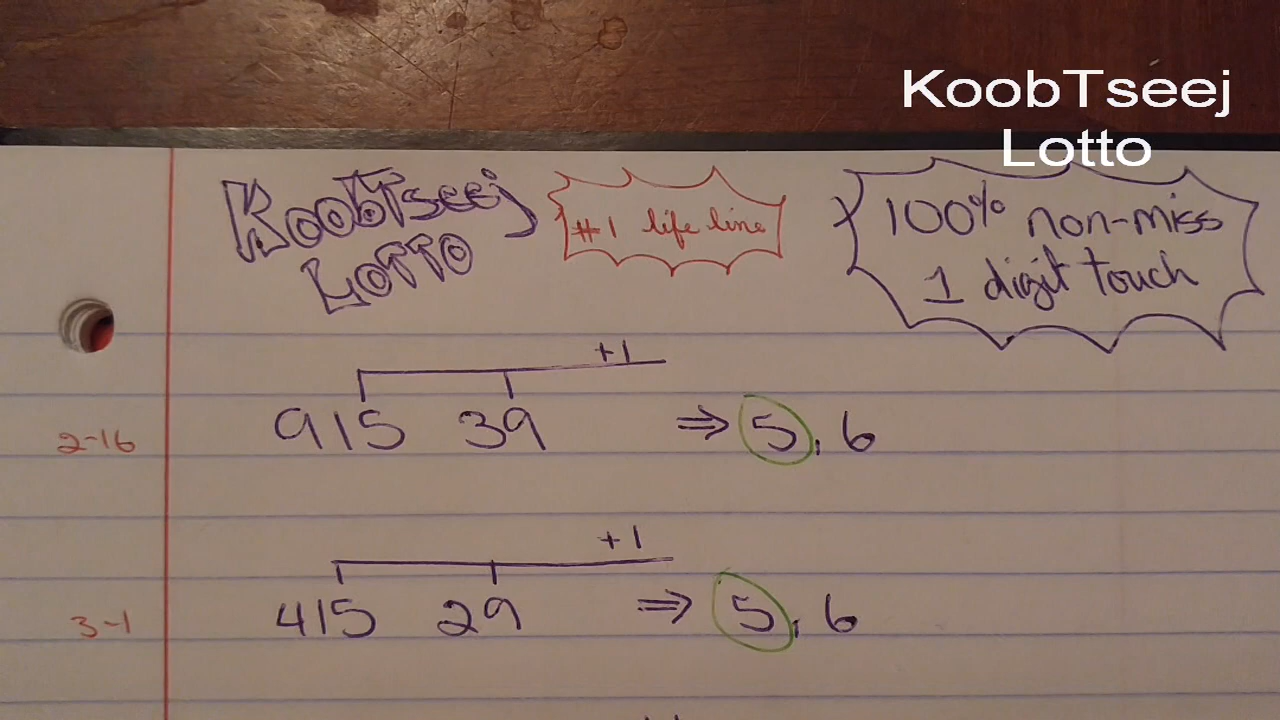 KoobTseej
Lotto
KoobTseej
LOTTO
#1 life line
100% non-miss
1 digit touch
+1
2-16 915 39 ⇒ 5, 6
+1
3-1 415 29 ⇒ 5, 6